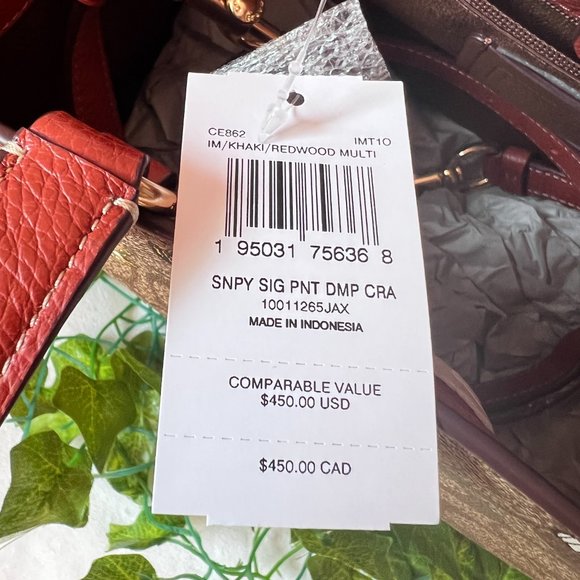 CE862 IMT1O
IM/KHAKI/REDWOOD MULTI
1 95031 75636 8
SNPY SIG PNT DMP CRA
10011265JAX
MADE IN INDONESIA
COMPARABLE VALUE
$450.00 USD
$450.00 CAD